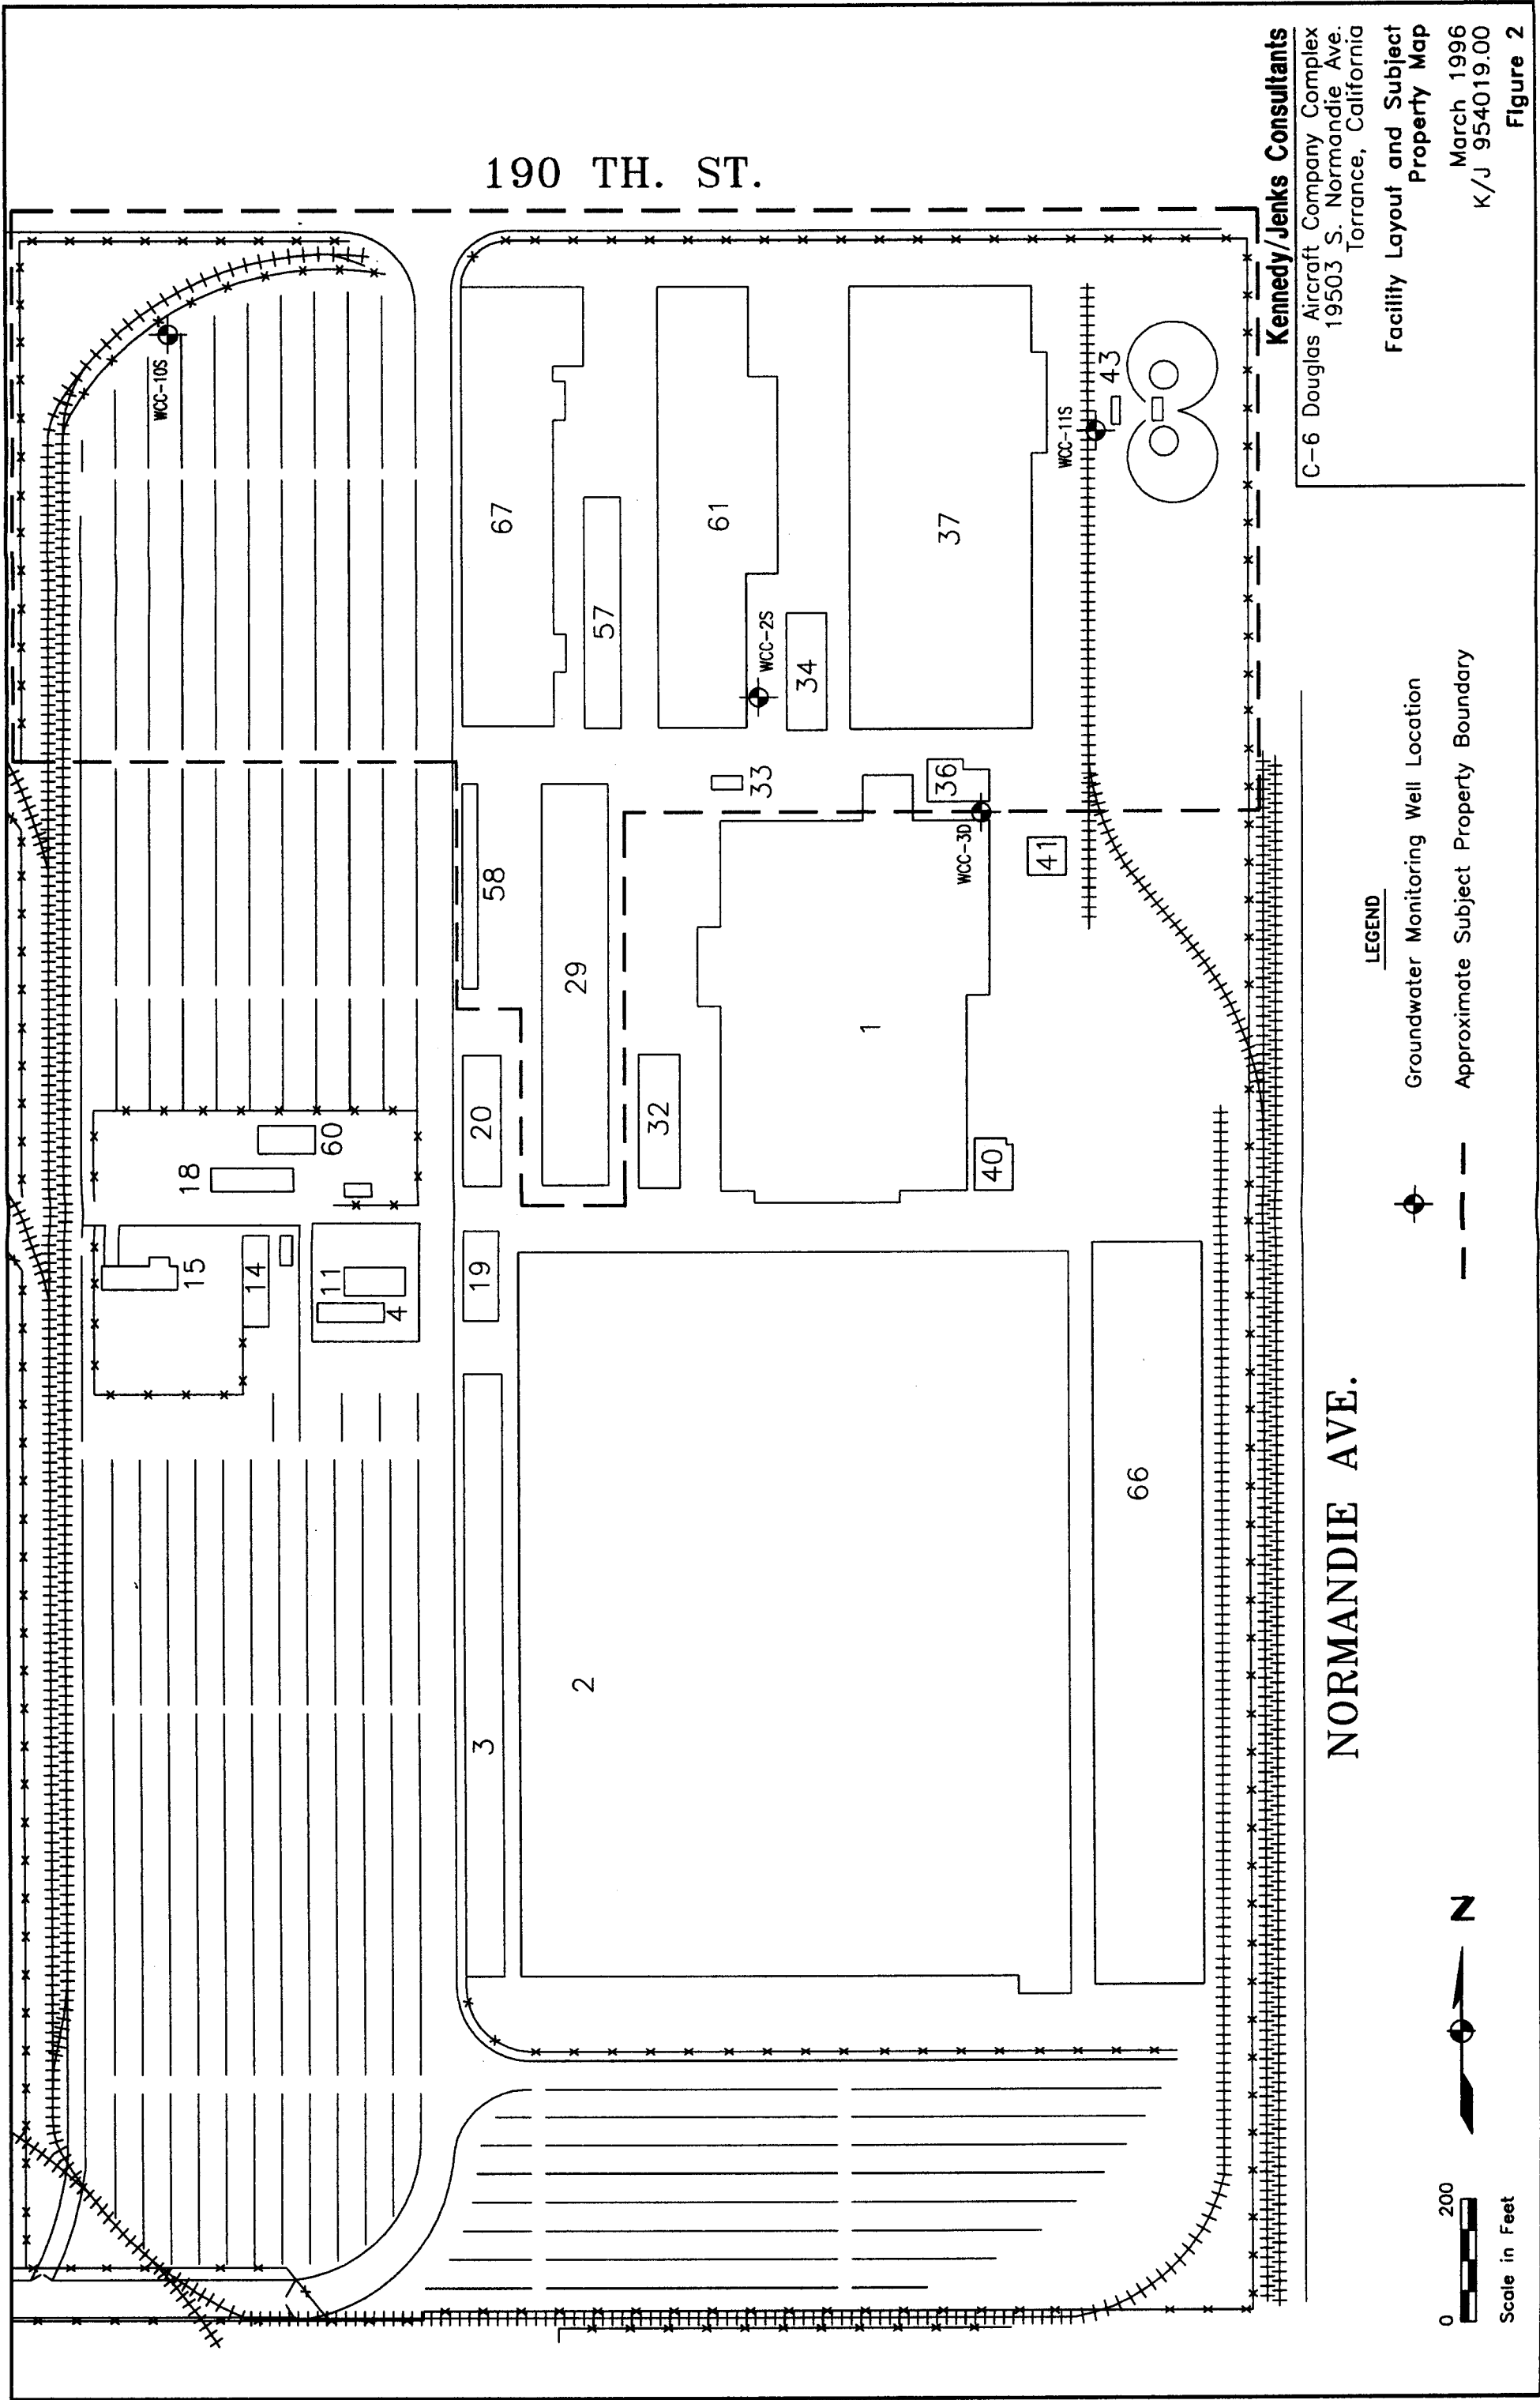 190 TH. ST.
WCC-10S
67
57
61
WCC-2S
34
37
WCC-11S
43
33
36
WCC-3D
41
58
29
20
32
1
40
18
60
15
14
11
4
19
3
2
66
NORMANDIE AVE.
LEGEND
Groundwater Monitoring Well Location
Approximate Subject Property Boundary
N
0 200
Scale in Feet
Kennedy/Jenks Consultants
C-6 Douglas Aircraft Company Complex
19503 S. Normandie Ave.
Torrance, California
Facility Layout and Subject
Property Map
March 1996
K/J 954019.00
Figure 2